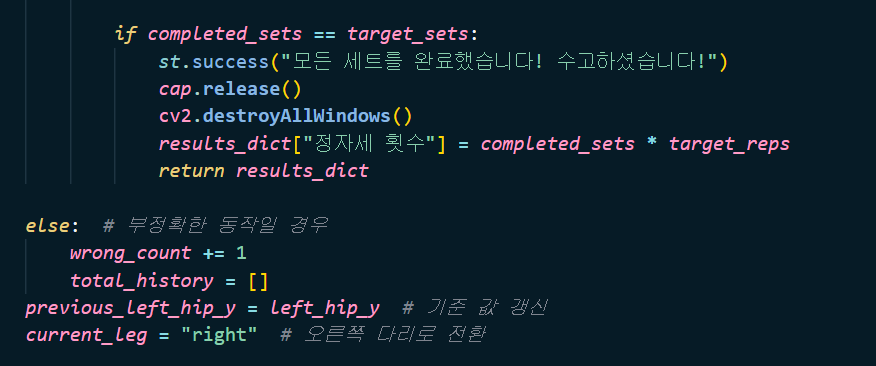 if completed_sets == target_sets:
st.success("모든 세트를 완료했습니다! 수고하셨습니다!")
cap.release()
cv2.destroyAllWindows()
results_dict["정자세 횟수"] = completed_sets * target_reps
return results_dict
else:  # 부정확한 동작일 경우
wrong_count += 1
total_history = []
previous_left_hip_y = left_hip_y  # 기준 값 갱신
current_leg = "right"  # 오른쪽 다리로 전환